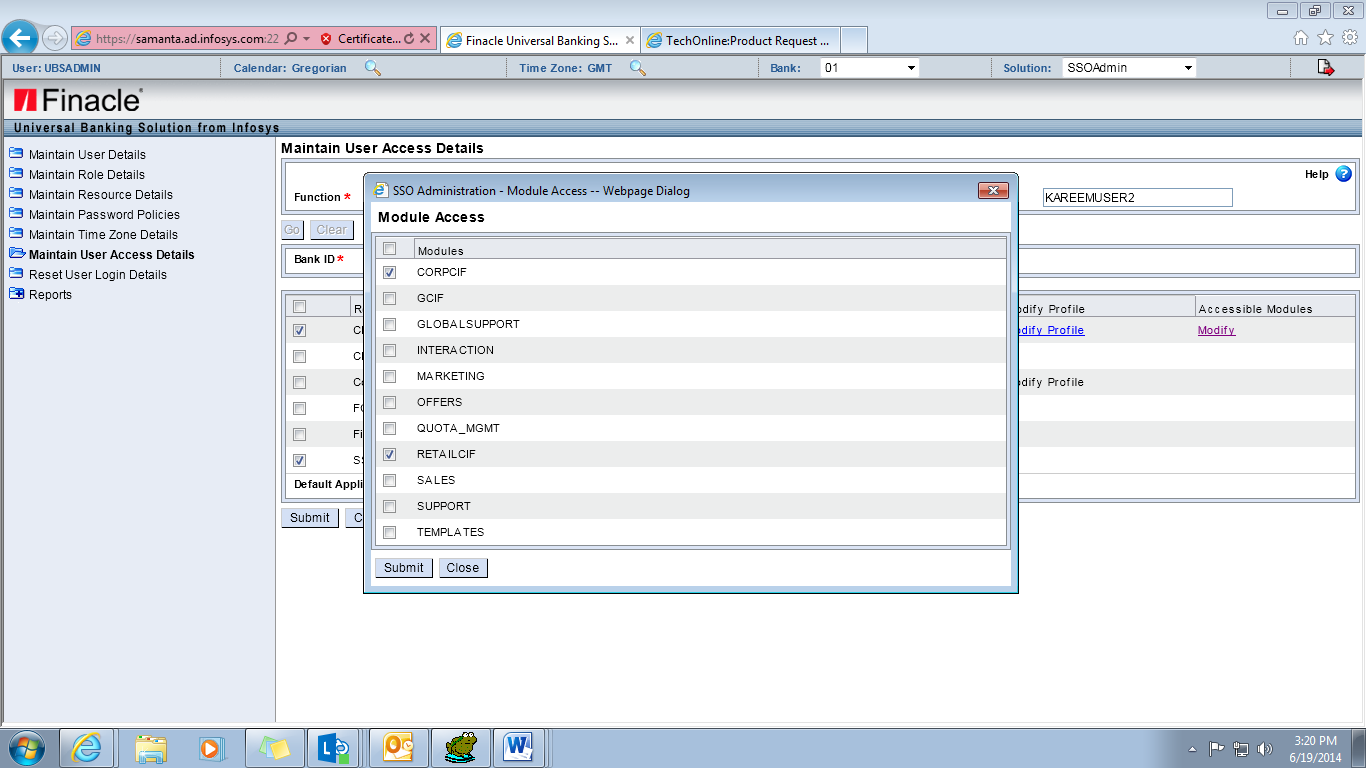 https://samanta.ad.infosys.com:22 Certificate... Finacle Universal Banking S... TechOnline:Product Request ...
User: UBSADMIN Calendar: Gregorian Time Zone: GMT Bank: 01 Solution: SSOAdmin
Finacle
Universal Banking Solution from Infosys
Maintain User Details
Maintain Role Details
Maintain Resource Details
Maintain Password Policies
Maintain Time Zone Details
Maintain User Access Details
Reset User Login Details
Reports
Maintain User Access Details
Help
Function * KAREEMUSER2
Go Clear
Bank ID *
odify Profile Accessible Modules
odify Profile Modify
odify Profile
Default Appli
Submit C
SSO Administration - Module Access -- Webpage Dialog
Module Access
Modules
CORPCIF
GCIF
GLOBALSUPPORT
INTERACTION
MARKETING
OFFERS
QUOTA_MGMT
RETAILCIF
SALES
SUPPORT
TEMPLATES
Submit Close
3:20 PM
6/19/2014